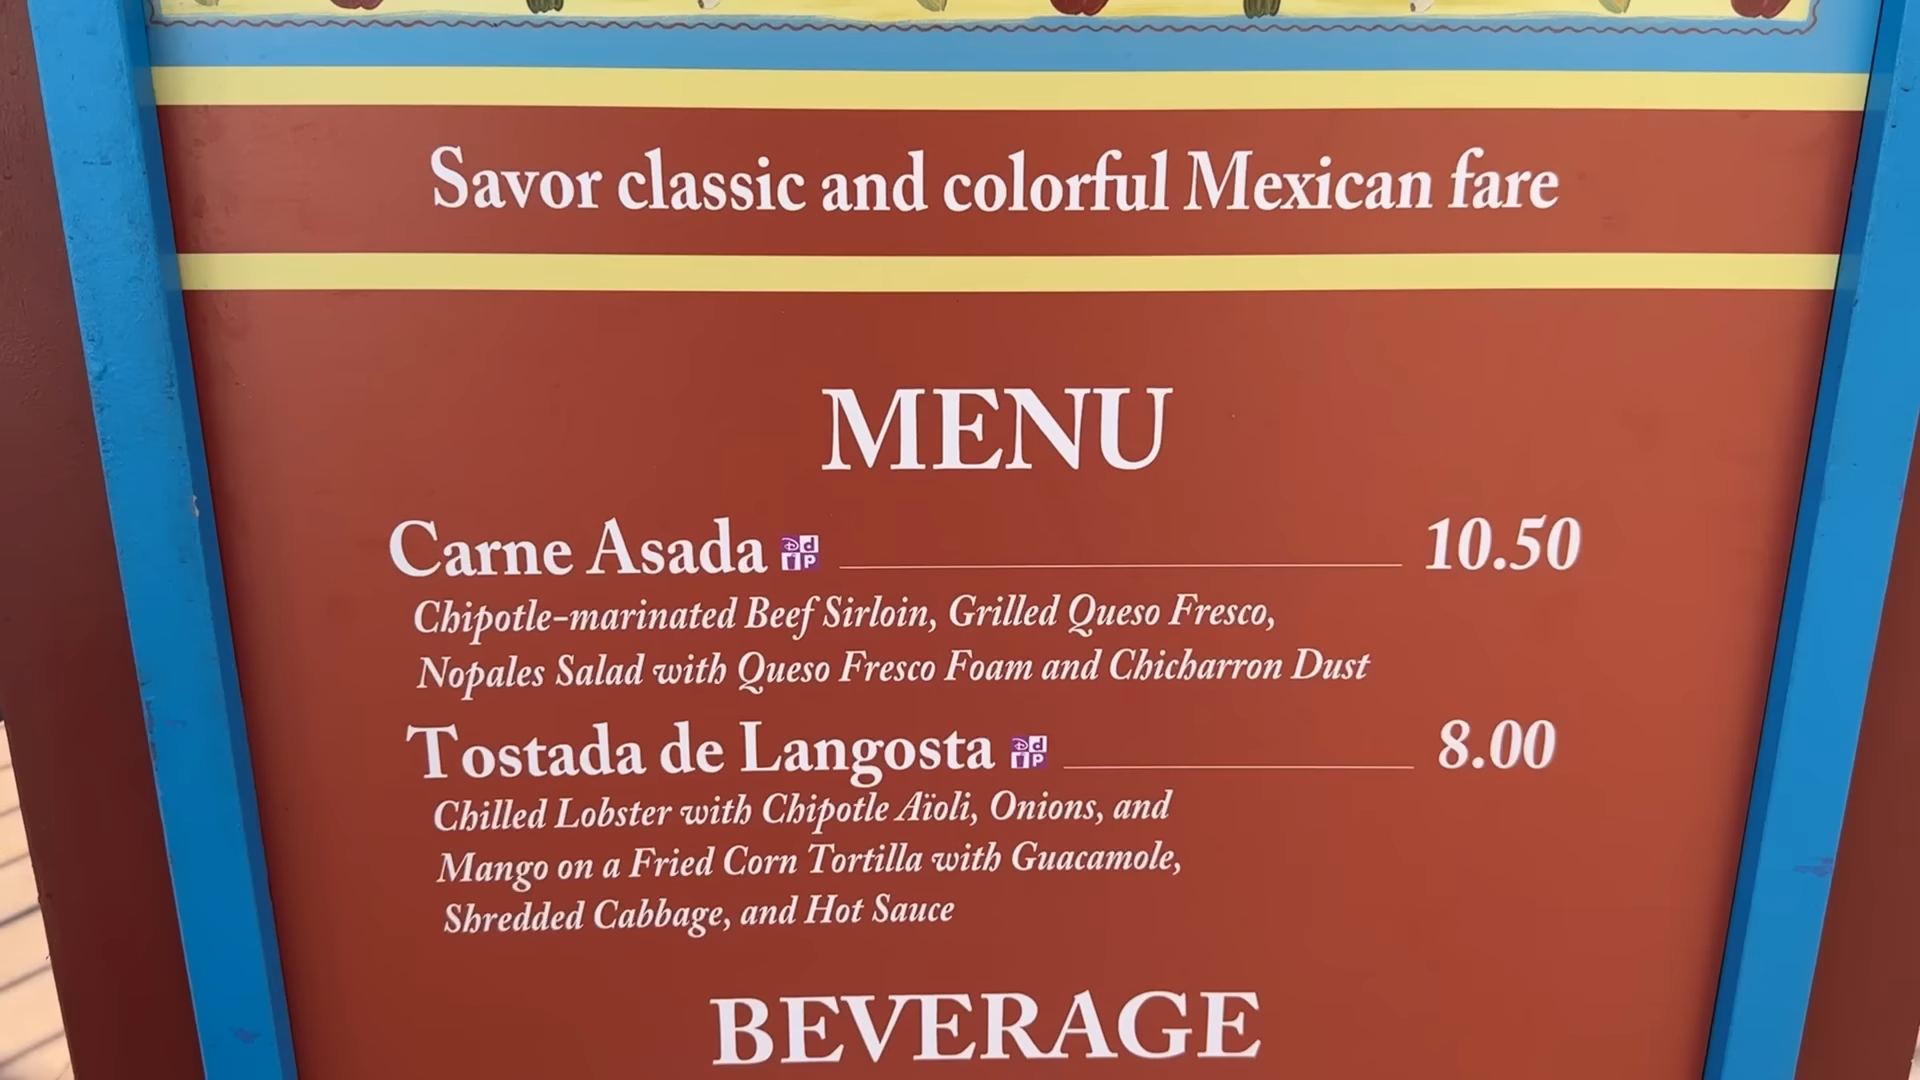 Savor classic and colorful Mexican fare
MENU
Carne Asada DdiP 10.50
Chipotle-marinated Beef Sirloin, Grilled Queso Fresco,
Nopales Salad with Queso Fresco Foam and Chicharron Dust
Tostada de Langosta DdiP 8.00
Chilled Lobster with Chipotle Aïoli, Onions, and
Mango on a Fried Corn Tortilla with Guacamole,
Shredded Cabbage, and Hot Sauce
BEVERAGE